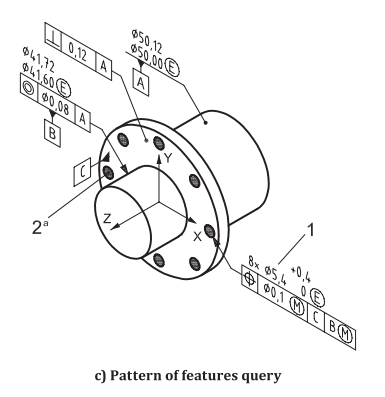 ⊥ 0,12 A
ø50,12
ø50,00 Ⓔ
A
ø41,72
ø41,60 Ⓔ
◎ ø0,08 A
B
C
Y
Z
X
2ᵃ
1
8× ø5,4 +0,4
0 Ⓔ
⌖ ø0,1 Ⓜ C B Ⓜ
c) Pattern of features query